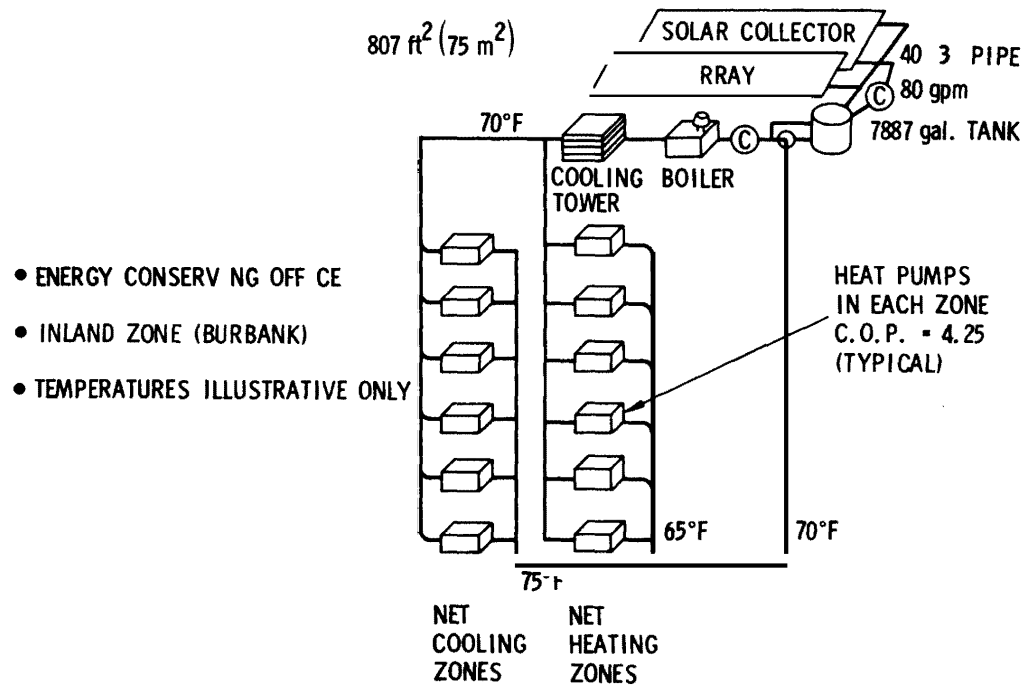 807 ft² (75 m²)
SOLAR COLLECTOR
RRAY
40 3 PIPE
C
80 gpm
7887 gal. TANK
70°F
C
COOLING TOWER
BOILER
• ENERGY CONSERV NG OFF CE
• INLAND ZONE (BURBANK)
• TEMPERATURES ILLUSTRATIVE ONLY
HEAT PUMPS
IN EACH ZONE
C.O.P. = 4.25
(TYPICAL)
65°F
70°F
NET
COOLING
ZONES
NET
HEATING
ZONES